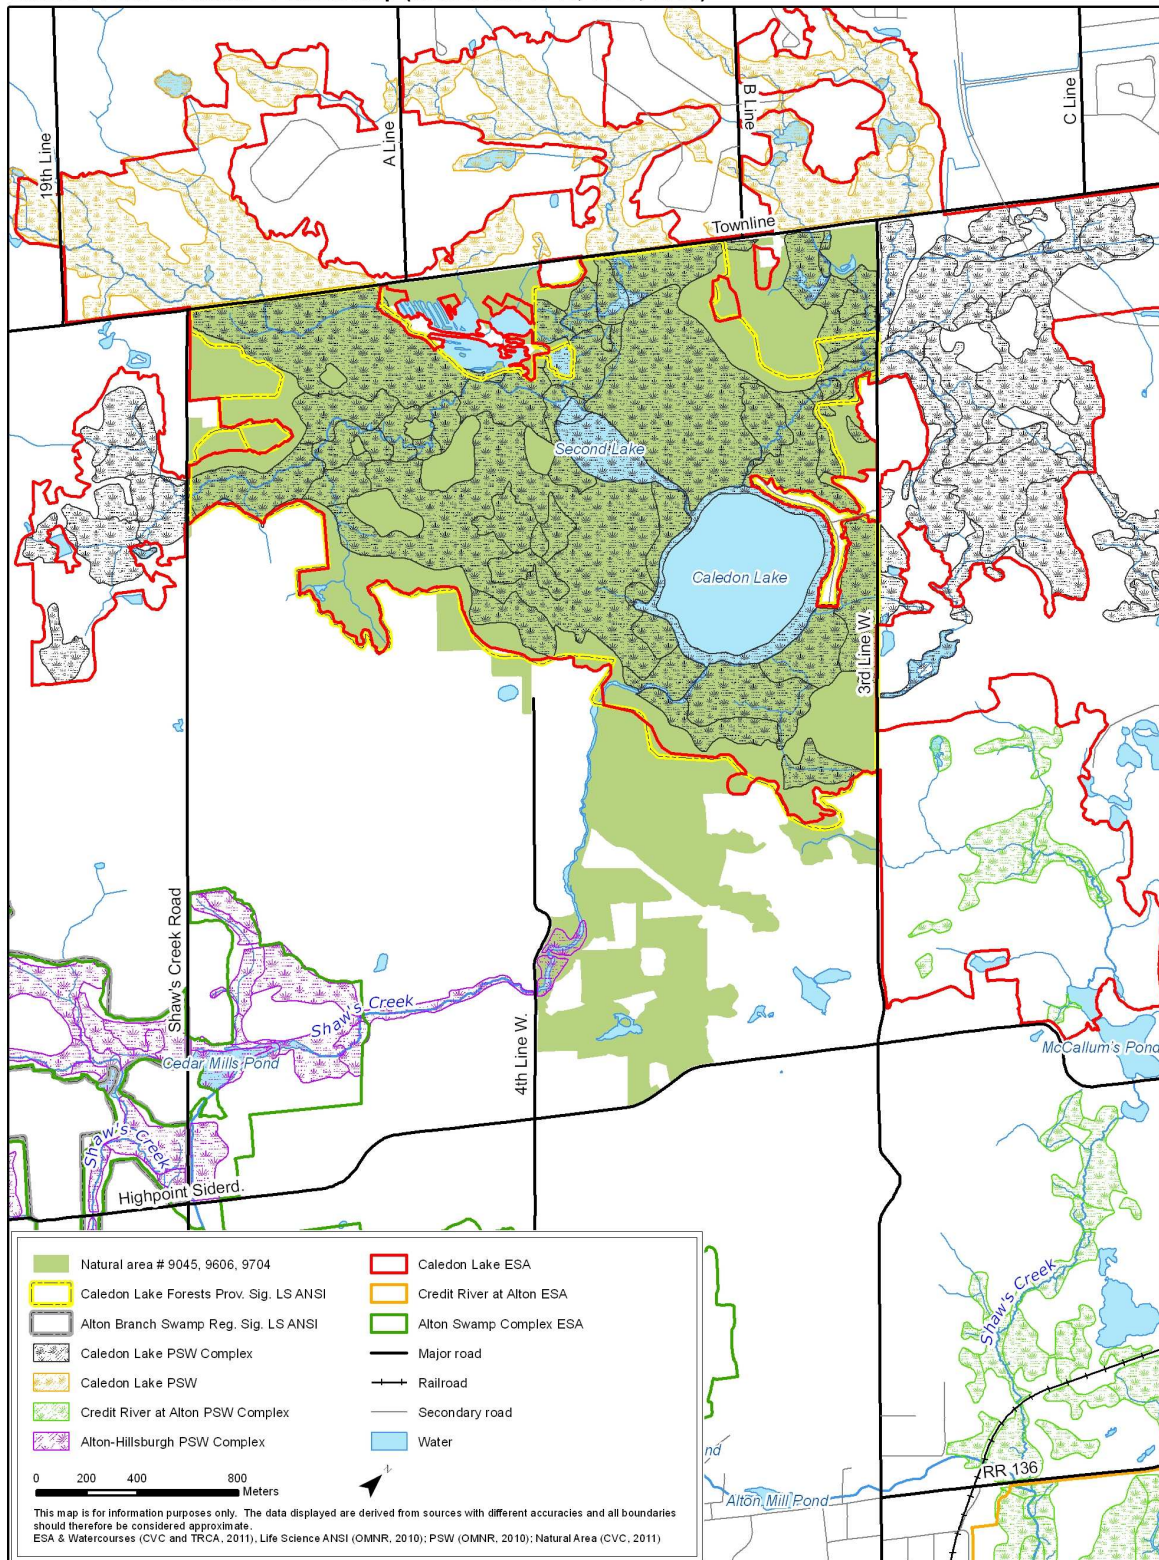 19th Line
A Line
B Line
C Line
Townline
Second Lake
Caledon Lake
3rd Line W.
Shaw's Creek Road
Shaw's Creek
4th Line W.
Cedar Mills Pond
McCallum's Pond
Shaw's Creek
Highpoint Siderd.
Shaw's Creek
RR 136
nd
Alton Mill Pond
Natural area # 9045, 9606, 9704
Caledon Lake Forests Prov. Sig. LS ANSI
Alton Branch Swamp Reg. Sig. LS ANSI
Caledon Lake PSW Complex
Caledon Lake PSW
Credit River at Alton PSW Complex
Alton-Hillsburgh PSW Complex
Caledon Lake ESA
Credit River at Alton ESA
Alton Swamp Complex ESA
Major road
Railroad
Secondary road
Water
0 200 400 800
Meters
N
This map is for information purposes only. The data displayed are derived from sources with different accuracies and all boundaries
should therefore be considered approximate.
ESA & Watercourses (CVC and TRCA, 2011), Life Science ANSI (OMNR, 2010); PSW (OMNR, 2010); Natural Area (CVC, 2011)